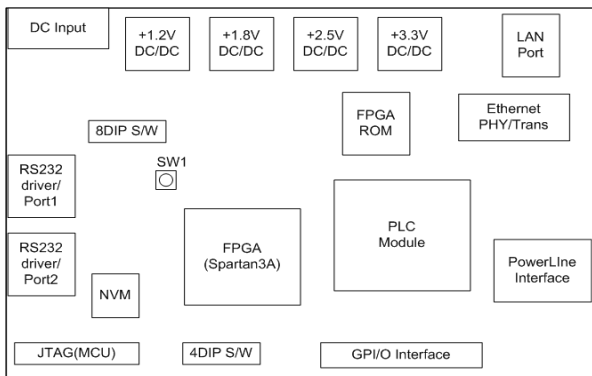 DC Input
+1.2V
DC/DC
+1.8V
DC/DC
+2.5V
DC/DC
+3.3V
DC/DC
LAN
Port
8DIP S/W
FPGA
ROM
Ethernet
PHY/Trans
SW1
RS232
driver/
Port1
FPGA
(Spartan3A)
PLC
Module
RS232
driver/
Port2
NVM
PowerLIne
Interface
JTAG(MCU)
4DIP S/W
GPI/O Interface